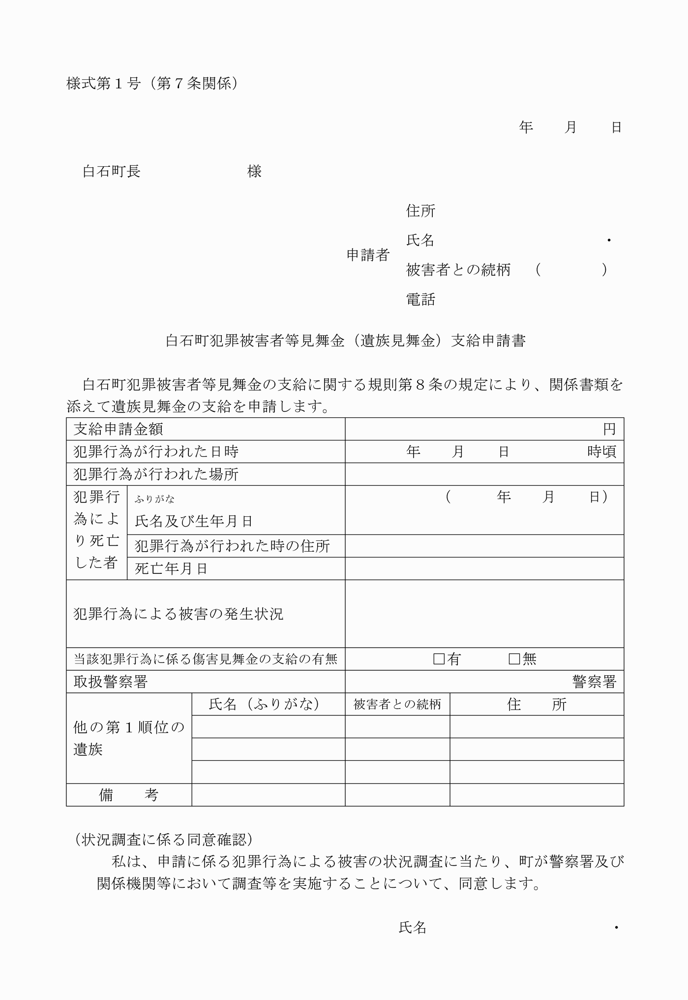 様式第１号（第７条関係）
年　　月　　日
白石町長　　　　　　　様
住所
氏名　　　　　　　　　　　・
申請者
被害者との続柄　（　　　　）
電話
白石町犯罪被害者等見舞金（遺族見舞金）支給申請書
白石町犯罪被害者等見舞金の支給に関する規則第８条の規定により、関係書類を
添えて遺族見舞金の支給を申請します。
支給申請金額　　円
犯罪行為が行われた日時　　年　　月　　日　　　　　時頃
犯罪行為が行われた場所
犯罪行
為によ
り死亡
した者
ふりがな
氏名及び生年月日
（　　　年　　月　　日）
犯罪行為が行われた時の住所
死亡年月日
犯罪行為による被害の発生状況
当該犯罪行為に係る傷害見舞金の支給の有無　　□有　　　□無
取扱警察署　　警察署
他の第１順位の
遺族
氏名（ふりがな）　　被害者との続柄　　住　　所
備　　考
（状況調査に係る同意確認）
私は、申請に係る犯罪行為による被害の状況調査に当たり、町が警察署及び
関係機関等において調査等を実施することについて、同意します。
氏名　　　　　　　　　　　　・